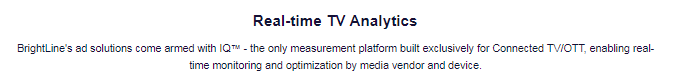 Real-time TV Analytics
BrightLine's ad solutions come armed with IQ™ - the only measurement platform built exclusively for Connected TV/OTT, enabling real-
time monitoring and optimization by media vendor and device.